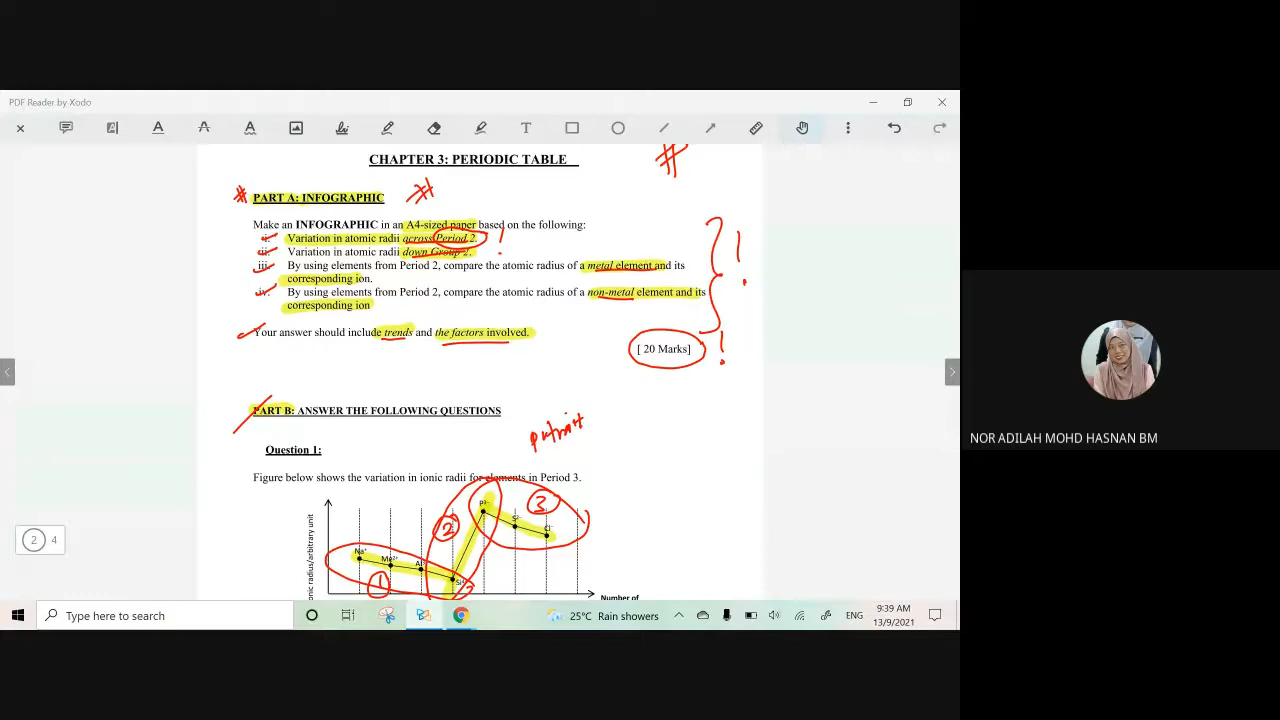 PDF Reader by Xodo
CHAPTER 3: PERIODIC TABLE
PART A: INFOGRAPHIC
Make an INFOGRAPHIC in an A4-sized paper based on the following:
i. Variation in atomic radii across Period 2.
ii. Variation in atomic radii down Group 2.
iii. By using elements from Period 2, compare the atomic radius of a metal element and its
corresponding ion.
iv. By using elements from Period 2, compare the atomic radius of a non-metal element and its
corresponding ion
Your answer should include trends and the factors involved.
[ 20 Marks]
PART B: ANSWER THE FOLLOWING QUESTIONS
Question 1:
Figure below shows the variation in ionic radii for elements in Period 3.
P³⁻
S²⁻
Cl⁻
Na⁺
Mg²⁺
3
2
1
Number of
2 4
NOR ADILAH MOHD HASNAN BM
Type here to search
25°C Rain showers
ENG
9:39 AM
13/9/2021